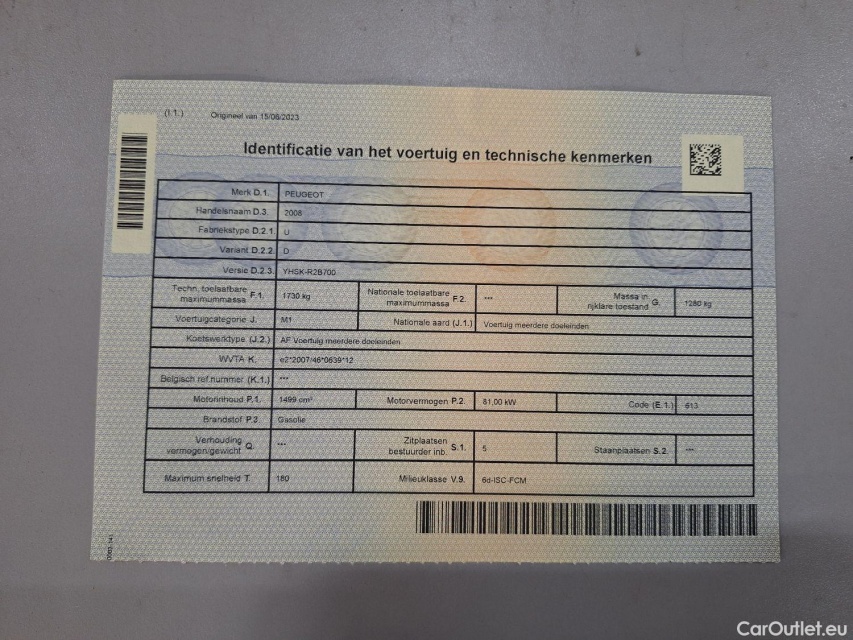 (I.1.) Origineel van 15/06/2023
Identificatie van het voertuig en technische kenmerken
Merk D.1. PEUGEOT
Handelsnaam D.3. 2008
Fabriekstype D.2.1. U
Variant D.2.2. D
Versie D.2.3. YHSK-R2B700
Techn. toelaatbare maximummassa F.1. 1730 kg Nationale toelaatbare maximummassa F.2. --- Massa in rijklare toestand G. 1280 kg
Voertuigcategorie J. M1 Nationale aard (J.1.) Voertuig meerdere doeleinden
Koetswerktype (J.2.) AF Voertuig meerdere doeleinden
WVTA K. e2*2007/46*0639*12
Belgisch ref.nummer (K.1.) ---
Motorinhoud P.1. 1499 cm³ Motorvermogen P.2. 81,00 kW Code (E.1.) 613
Brandstof P.3. Gasolie
Verhouding vermogen/gewicht Q. --- Zitplaatsen bestuurder inb. S.1. 5 Staanplaatsen S.2. ---
Maximum snelheid T. 180 Milieuklasse V.9. 6d-ISC-FCM
CarOutlet.eu